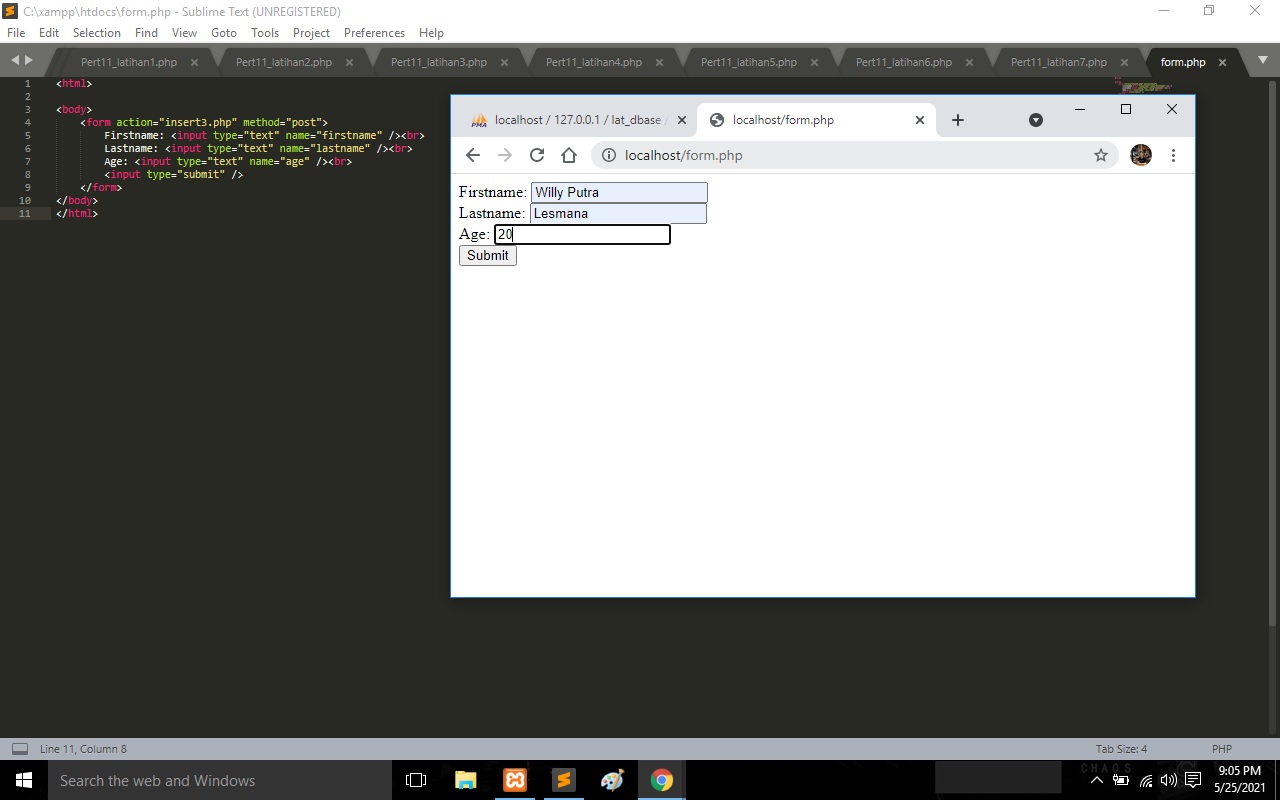 C:\xampp\htdocs\form.php - Sublime Text (UNREGISTERED)
File Edit Selection Find View Goto Tools Project Preferences Help
Pert11_latihan1.php Pert11_latihan2.php Pert11_latihan3.php Pert11_latihan4.php Pert11_latihan5.php Pert11_latihan6.php Pert11_latihan7.php form.php
1 <html>
2
3 <body>
4 <form action="insert3.php" method="post">
5 Firstname: <input type="text" name="firstname" /><br>
6 Lastname: <input type="text" name="lastname" /><br>
7 Age: <input type="text" name="age" /><br>
8 <input type="submit" />
9 </form>
10 </body>
11 </html>
PMA localhost / 127.0.0.1 / lat_dbase / localhost/form.php
localhost/form.php
Firstname: Willy Putra
Lastname: Lesmana
Age: 20
Submit
Line 11, Column 8 Tab Size: 4 PHP
Search the web and Windows
CHAOS
9:05 PM
5/25/2021